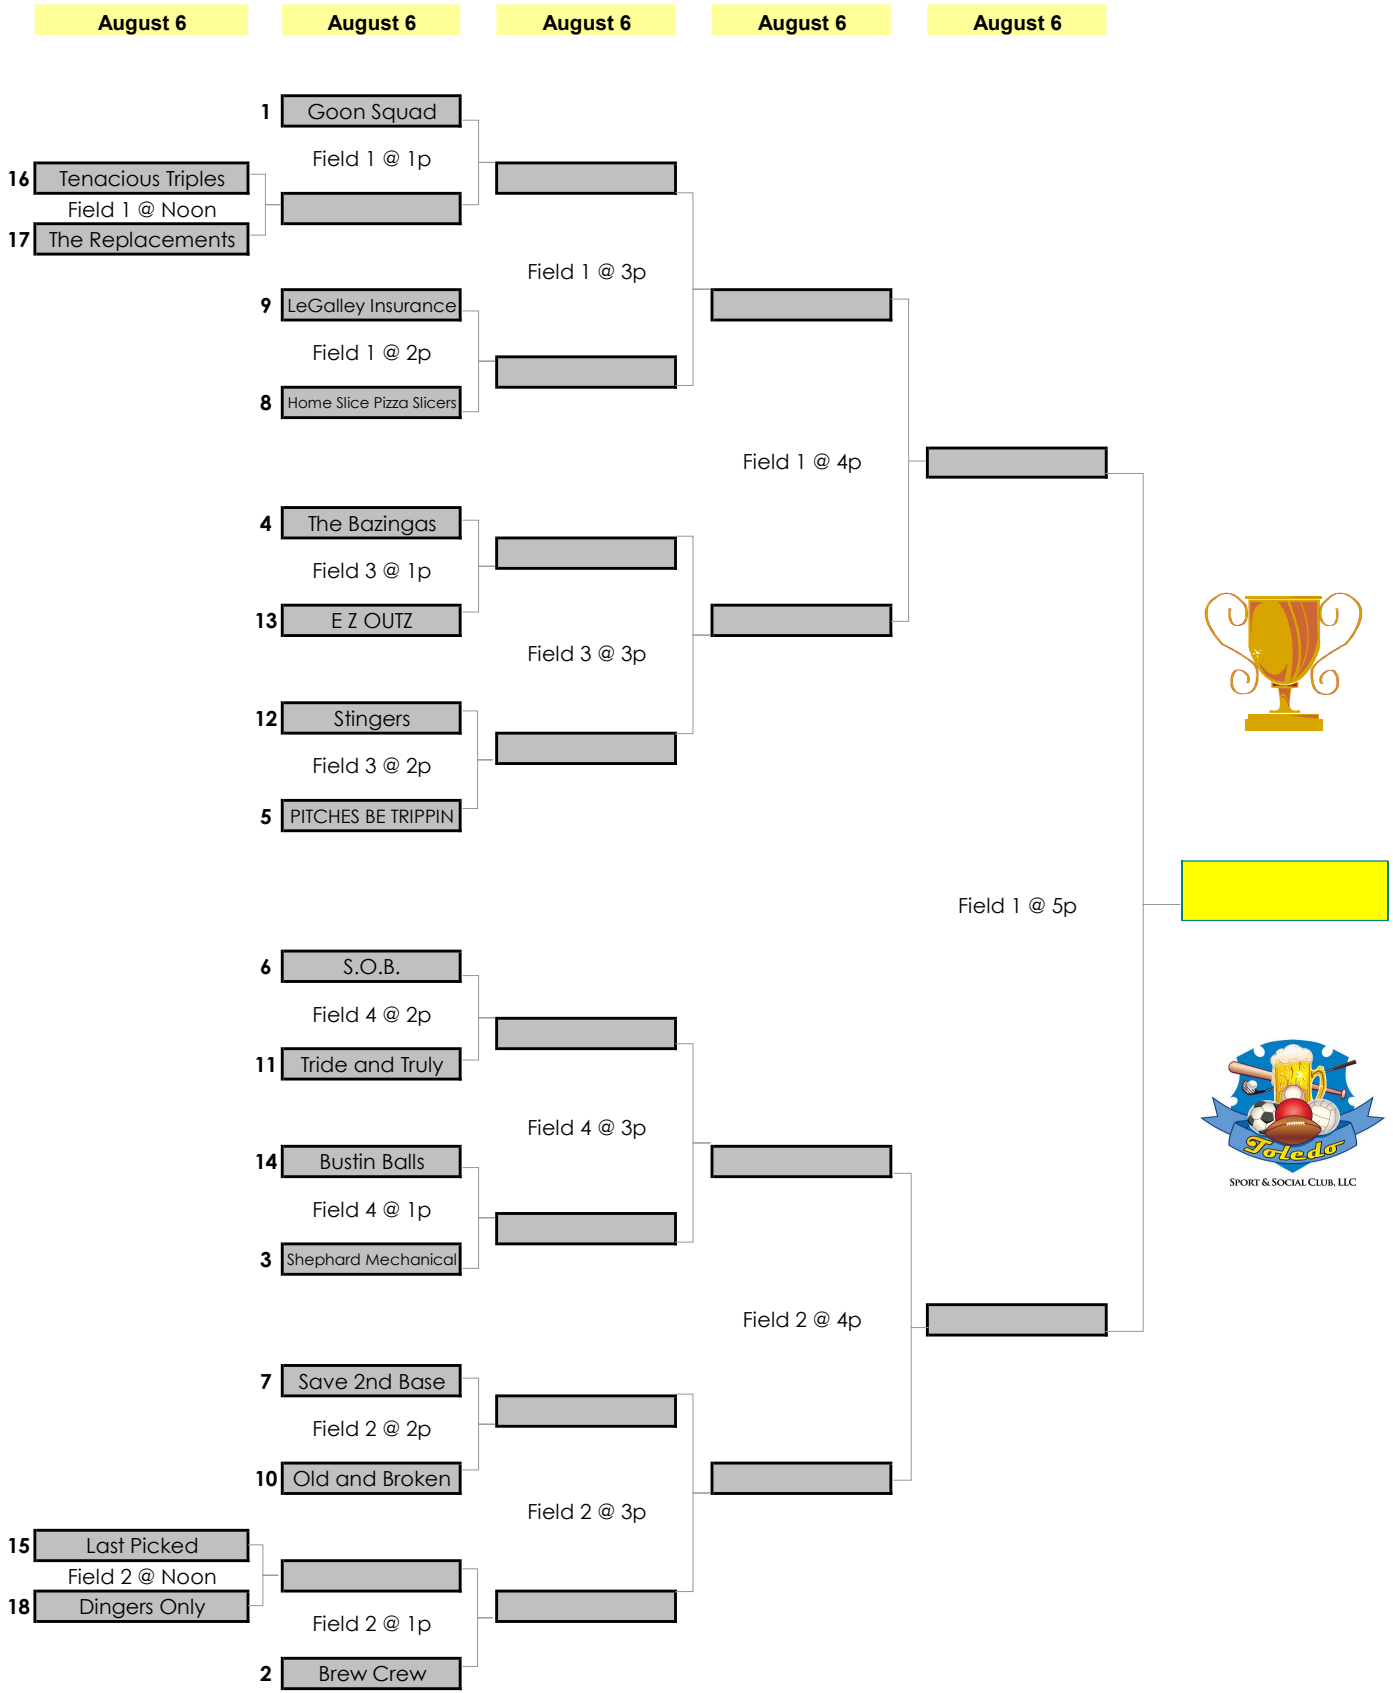 August 6 August 6 August 6 August 6 August 6
1 Goon Squad
Field 1 @ 1p
16 Tenacious Triples
Field 1 @ Noon
17 The Replacements
Field 1 @ 3p
9 LeGalley Insurance
Field 1 @ 2p
8 Home Slice Pizza Slicers
Field 1 @ 4p
4 The Bazingas
Field 3 @ 1p
13 E Z OUTZ
Field 3 @ 3p
12 Stingers
Field 3 @ 2p
5 PITCHES BE TRIPPIN
Field 1 @ 5p
6 S.O.B.
Field 4 @ 2p
11 Tride and Truly
Field 4 @ 3p
14 Bustin Balls
Field 4 @ 1p
3 Shephard Mechanical
Toledo
SPORT & SOCIAL CLUB, LLC
Field 2 @ 4p
7 Save 2nd Base
Field 2 @ 2p
10 Old and Broken
Field 2 @ 3p
15 Last Picked
Field 2 @ Noon
18 Dingers Only
Field 2 @ 1p
2 Brew Crew